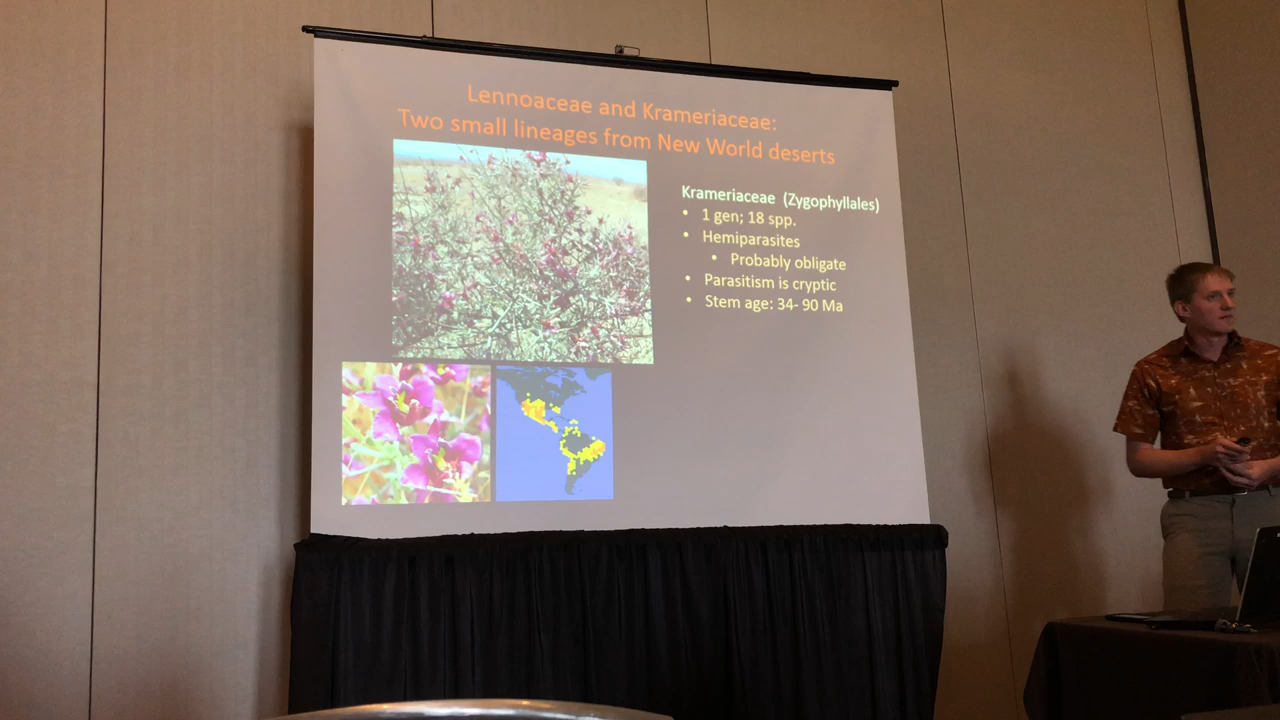 Lennoaceae and Krameriaceae:
Two small lineages from New World deserts
Krameriaceae (Zygophyllales)
• 1 gen; 18 spp.
• Hemiparasites
• Probably obligate
• Parasitism is cryptic
• Stem age: 34- 90 Ma